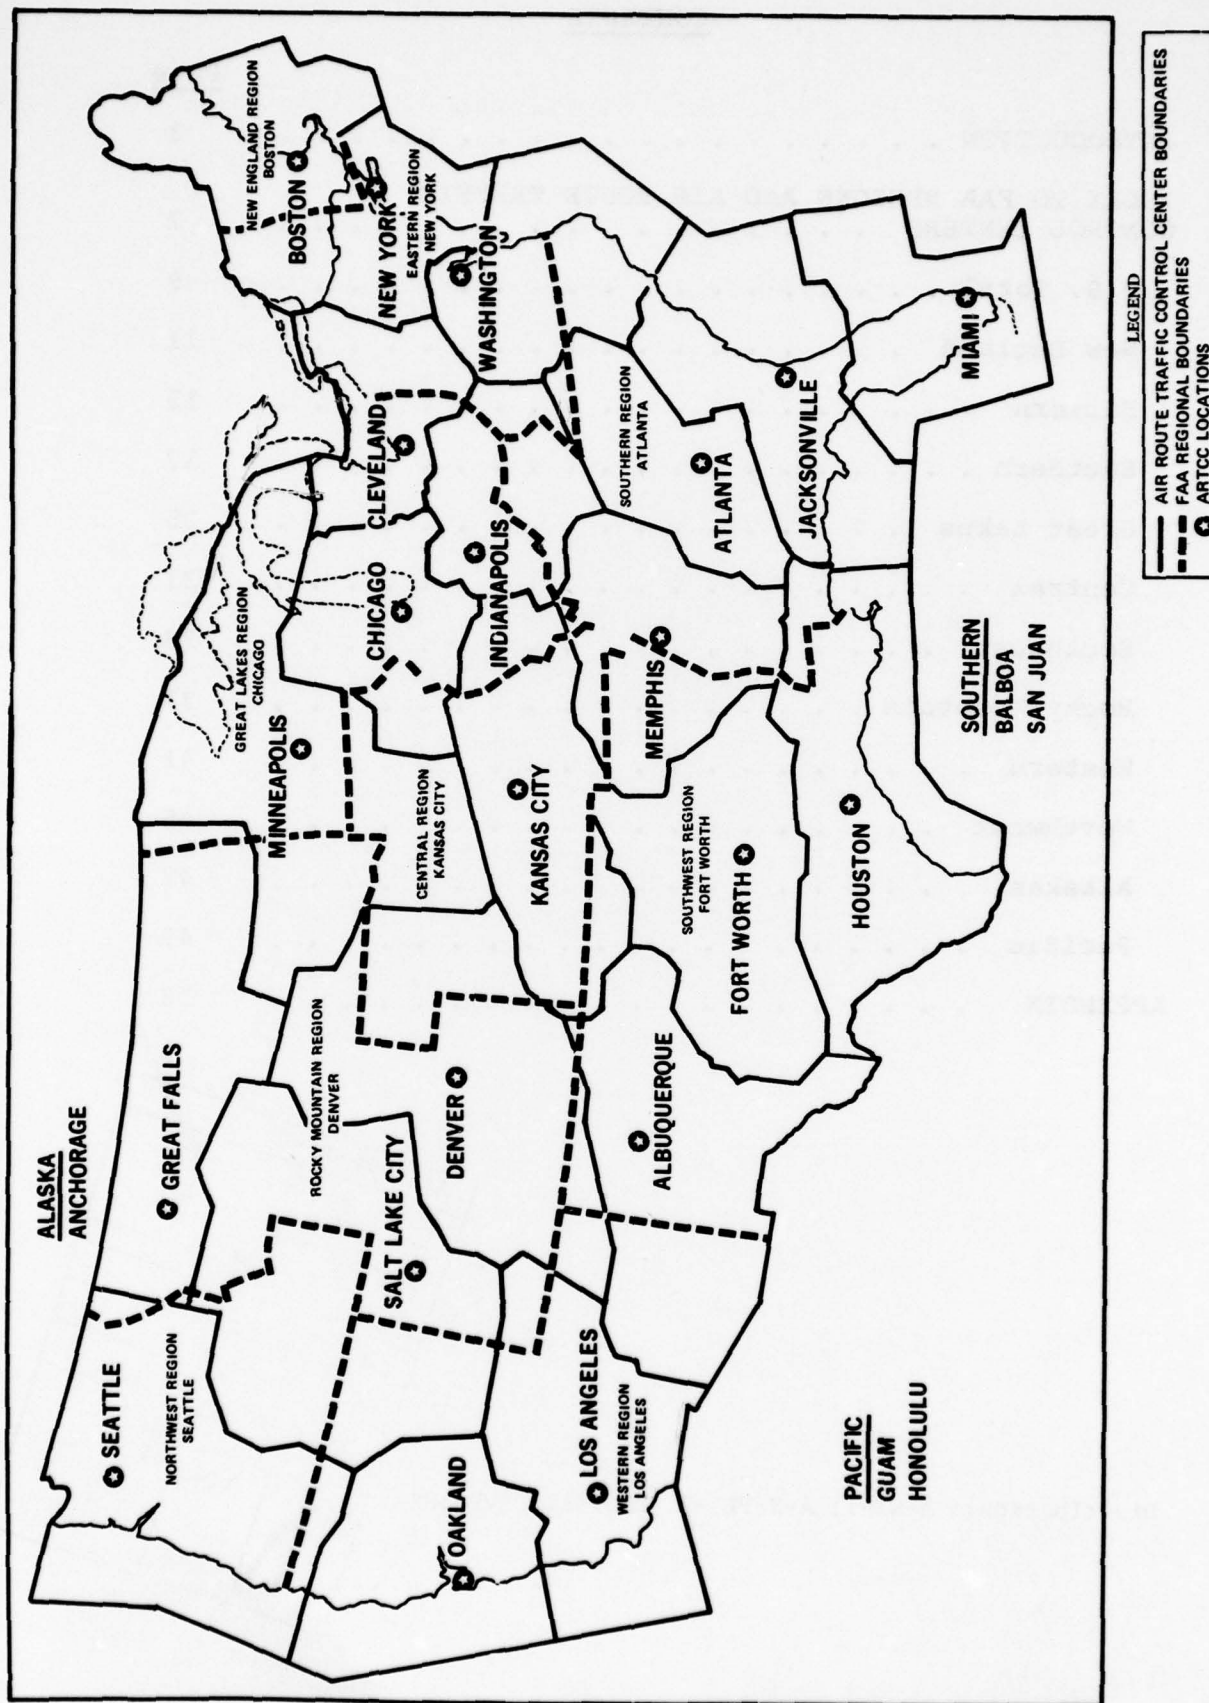 ALASKA
ANCHORAGE
SEATTLE
NORTHWEST REGION
SEATTLE
GREAT FALLS
ROCKY MOUNTAIN REGION
DENVER
MINNEAPOLIS
GREAT LAKES REGION
CHICAGO
NEW ENGLAND REGION
BOSTON
BOSTON
NEW YORK
EASTERN REGION
NEW YORK
OAKLAND
SALT LAKE CITY
DENVER
CENTRAL REGION
KANSAS CITY
CHICAGO
CLEVELAND
WASHINGTON
INDIANAPOLIS
KANSAS CITY
LOS ANGELES
WESTERN REGION
LOS ANGELES
ALBUQUERQUE
SOUTHWEST REGION
FORT WORTH
FORT WORTH
MEMPHIS
SOUTHERN REGION
ATLANTA
ATLANTA
JACKSONVILLE
HOUSTON
MIAMI
PACIFIC
GUAM
HONOLULU
SOUTHERN
BALBOA
SAN JUAN
LEGEND
AIR ROUTE TRAFFIC CONTROL CENTER BOUNDARIES
FAA REGIONAL BOUNDARIES
ARTCC LOCATIONS